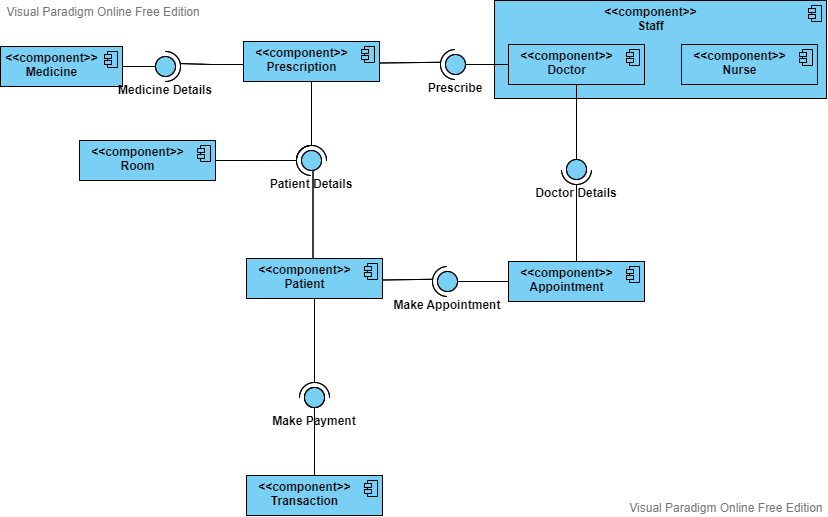 Visual Paradigm Online Free Edition
<<component>>
Staff
<<component>>
Medicine
<<component>>
Prescription
<<component>>
Doctor
<<component>>
Nurse
Medicine Details
Prescribe
<<component>>
Room
Patient Details
Doctor Details
<<component>>
Patient
<<component>>
Appointment
Make Appointment
Make Payment
<<component>>
Transaction
Visual Paradigm Online Free Edition